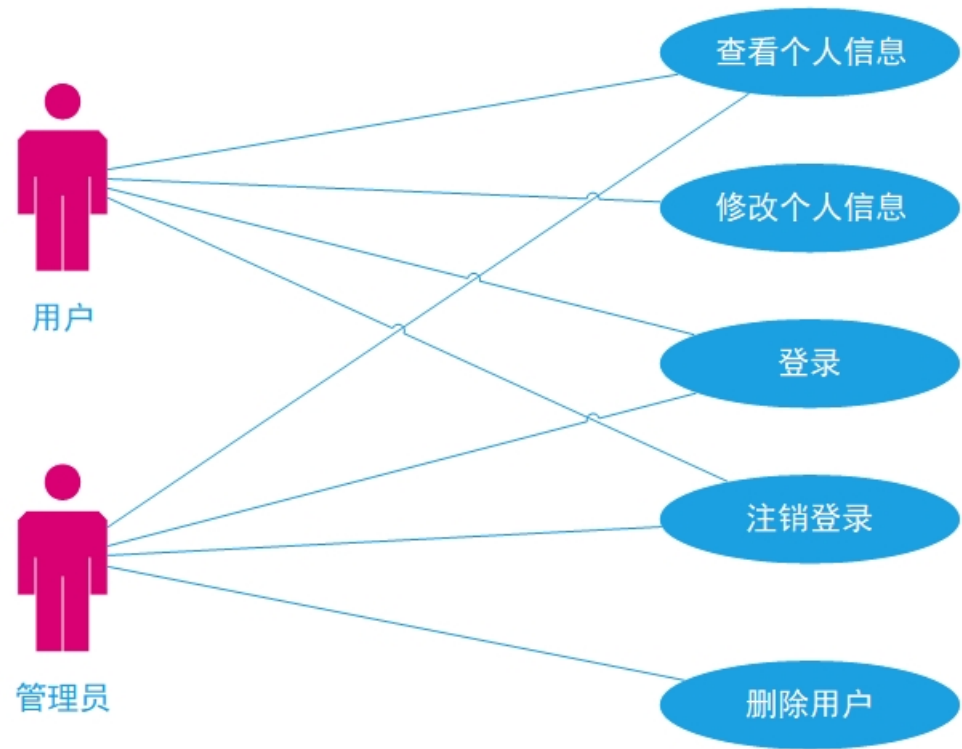 查看个人信息
修改个人信息
用户
登录
注销登录
管理员
删除用户